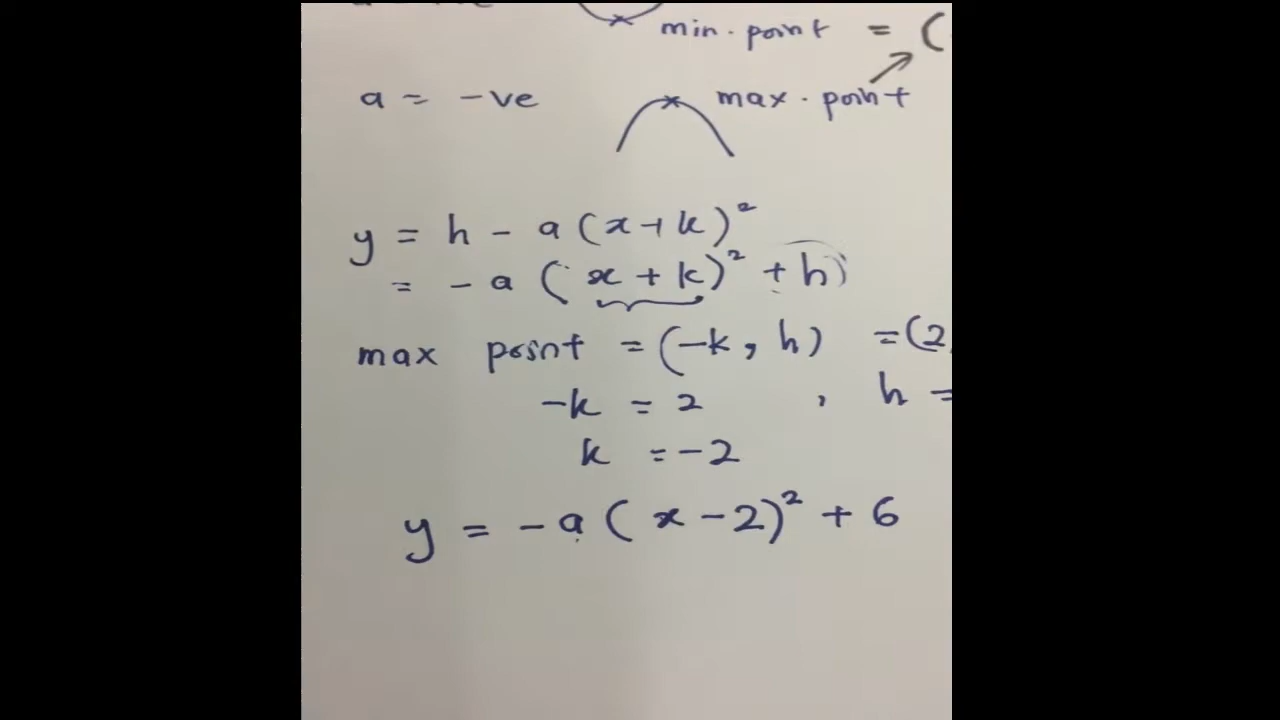 min. point = (
a = -ve max. point
y = h - a(x+k)²
= -a(x+k)² + h)
max point = (-k, h) = (2,
-k = 2 , h =
k = -2
y = -a(x-2)² + 6